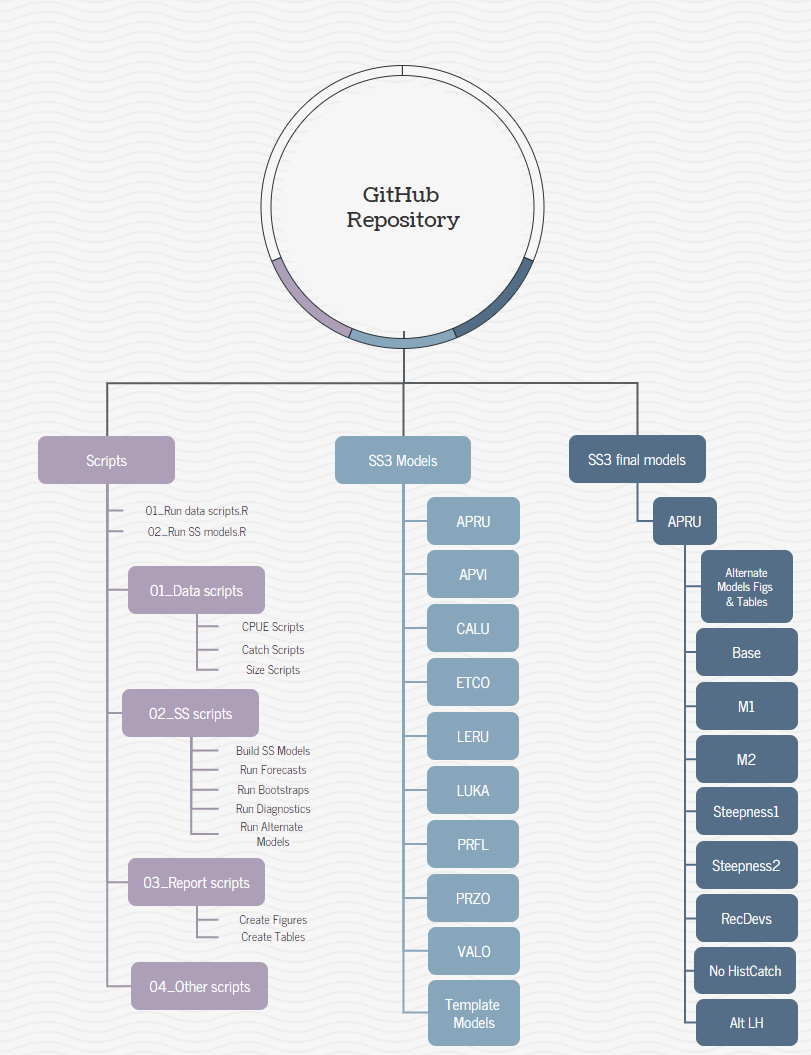 GitHub
Repository
Scripts
01_Run data scripts.R
02_Run SS models.R
01_Data scripts
CPUE Scripts
Catch Scripts
Size Scripts
02_SS scripts
Build SS Models
Run Forecasts
Run Bootstraps
Run Diagnostics
Run Alternate
Models
03_Report scripts
Create Figures
Create Tables
04_Other scripts
SS3 Models
APRU
APVI
CALU
ETCO
LERU
LUKA
PRFL
PRZO
VALO
Template
Models
SS3 final models
APRU
Alternate
Models Figs
& Tables
Base
M1
M2
Steepness1
Steepness2
RecDevs
No HistCatch
Alt LH